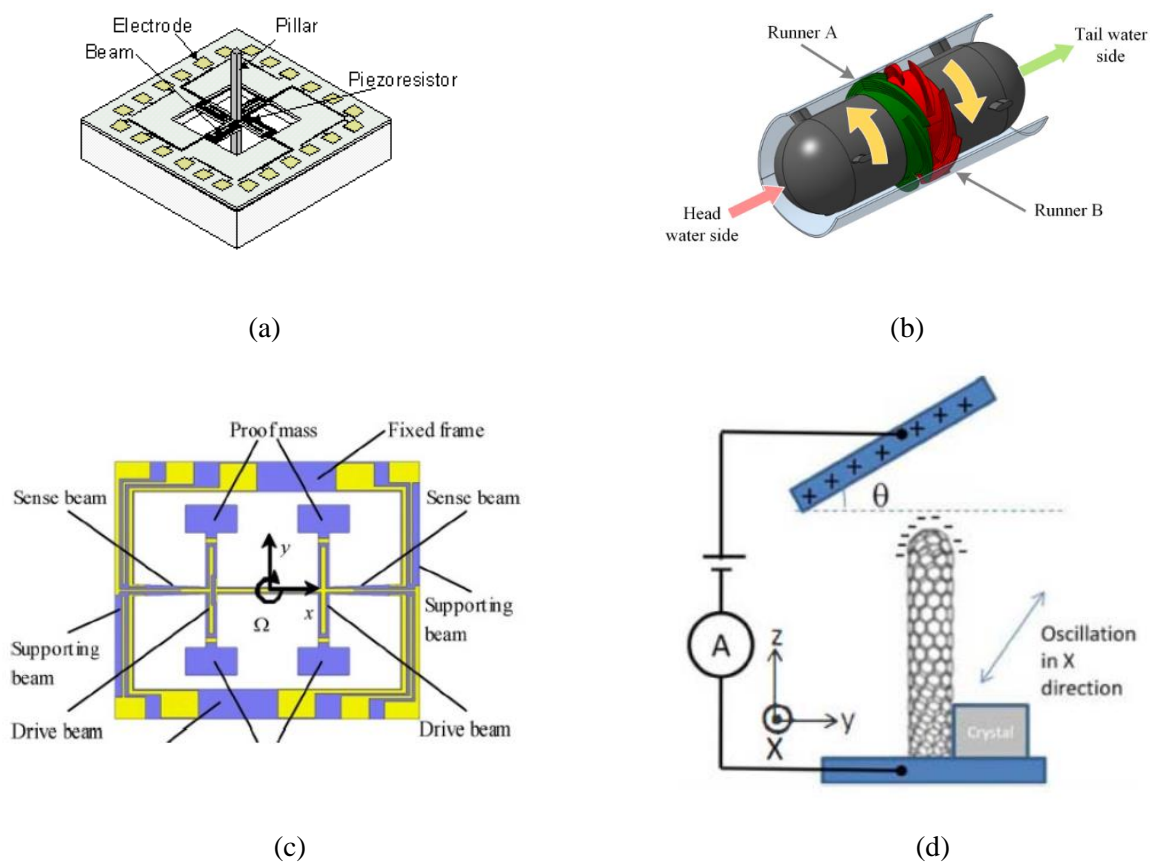 Electrode
Pillar
Beam
Piezoresistor
(a)
Runner A
Tail water
side
Head
water side
Runner B
(b)
Proof mass
Fixed frame
Sense beam
Sense beam
y
x
Ω
Supporting
beam
Supporting
beam
Drive beam
Drive beam
(c)
+ + + + + + + +
θ
A
z
y
X
Oscillation
in X
direction
Crystal
(d)